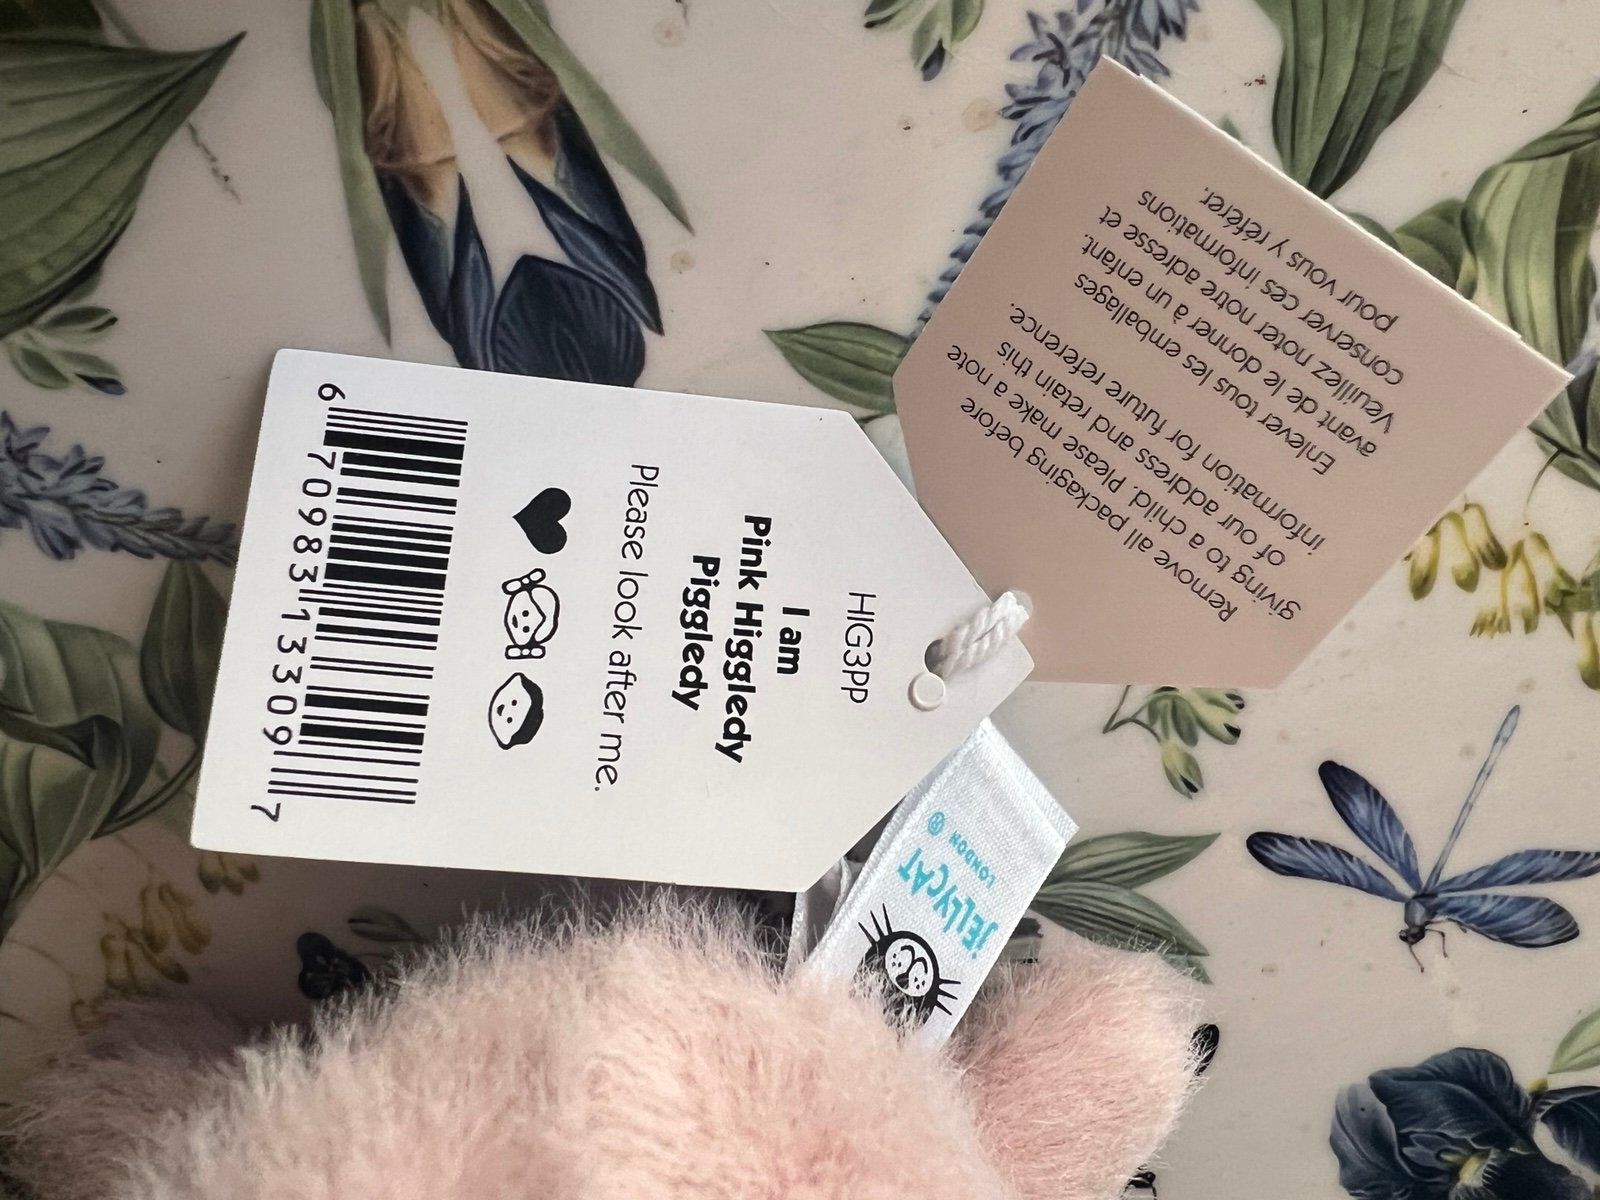 HIG3PP
I am
Pink Higgledy
Piggledy
Please look after me.
6 70983 13309 7
Remove all packaging before
giving to a child. Please make a note
of our address and retain this
information for future reference.
Enlever tous les emballages
avant de le donner à un enfant.
Veuillez noter notre adresse et
conserver ces informations
pour vous y référer.
JELLYCAT
LONDON ®